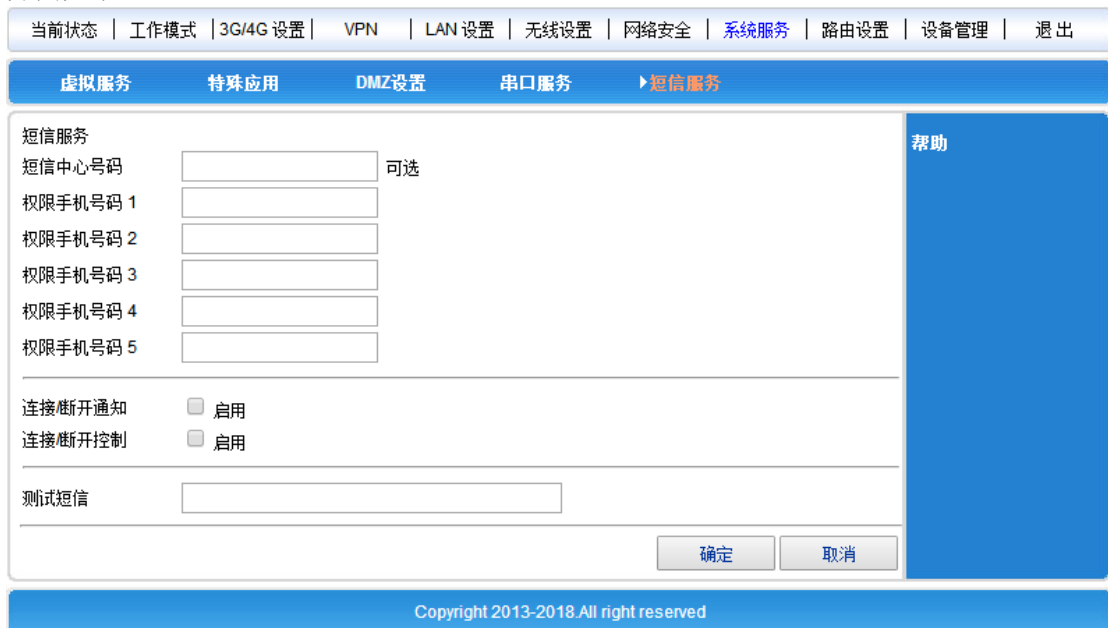 当前状态 | 工作模式 | 3G/4G 设置 | VPN | LAN 设置 | 无线设置 | 网络安全 | 系统服务 | 路由设置 | 设备管理 | 退出
虚拟服务 特殊应用 DMZ设置 串口服务 短信服务
短信服务
帮助
短信中心号码 可选
权限手机号码 1
权限手机号码 2
权限手机号码 3
权限手机号码 4
权限手机号码 5
连接/断开通知 启用
连接/断开控制 启用
测试短信
确定 取消
Copyright 2013-2018.All right reserved